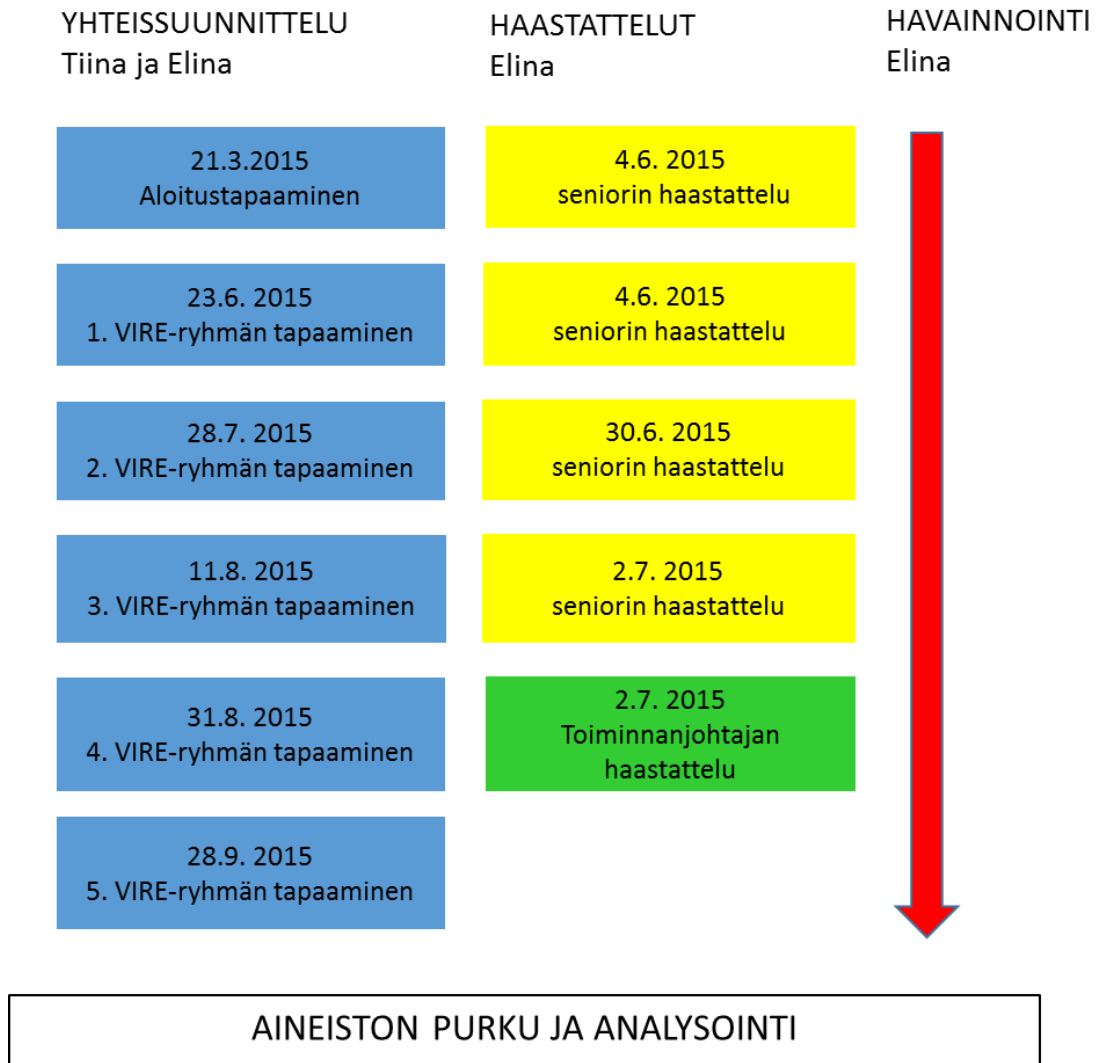 YHTEISSUUNNITTELU
Tiina ja Elina
21.3.2015
Aloitustapaaminen
23.6. 2015
1. VIRE-ryhmän tapaaminen
28.7. 2015
2. VIRE-ryhmän tapaaminen
11.8. 2015
3. VIRE-ryhmän tapaaminen
31.8. 2015
4. VIRE-ryhmän tapaaminen
28.9. 2015
5. VIRE-ryhmän tapaaminen
HAASTATTELUT
Elina
4.6. 2015
seniorin haastattelu
4.6. 2015
seniorin haastattelu
30.6. 2015
seniorin haastattelu
2.7. 2015
seniorin haastattelu
2.7. 2015
Toiminnanjohtajan
haastattelu
HAVAINNOINTI
Elina
AINEISTON PURKU JA ANALYSOINTI